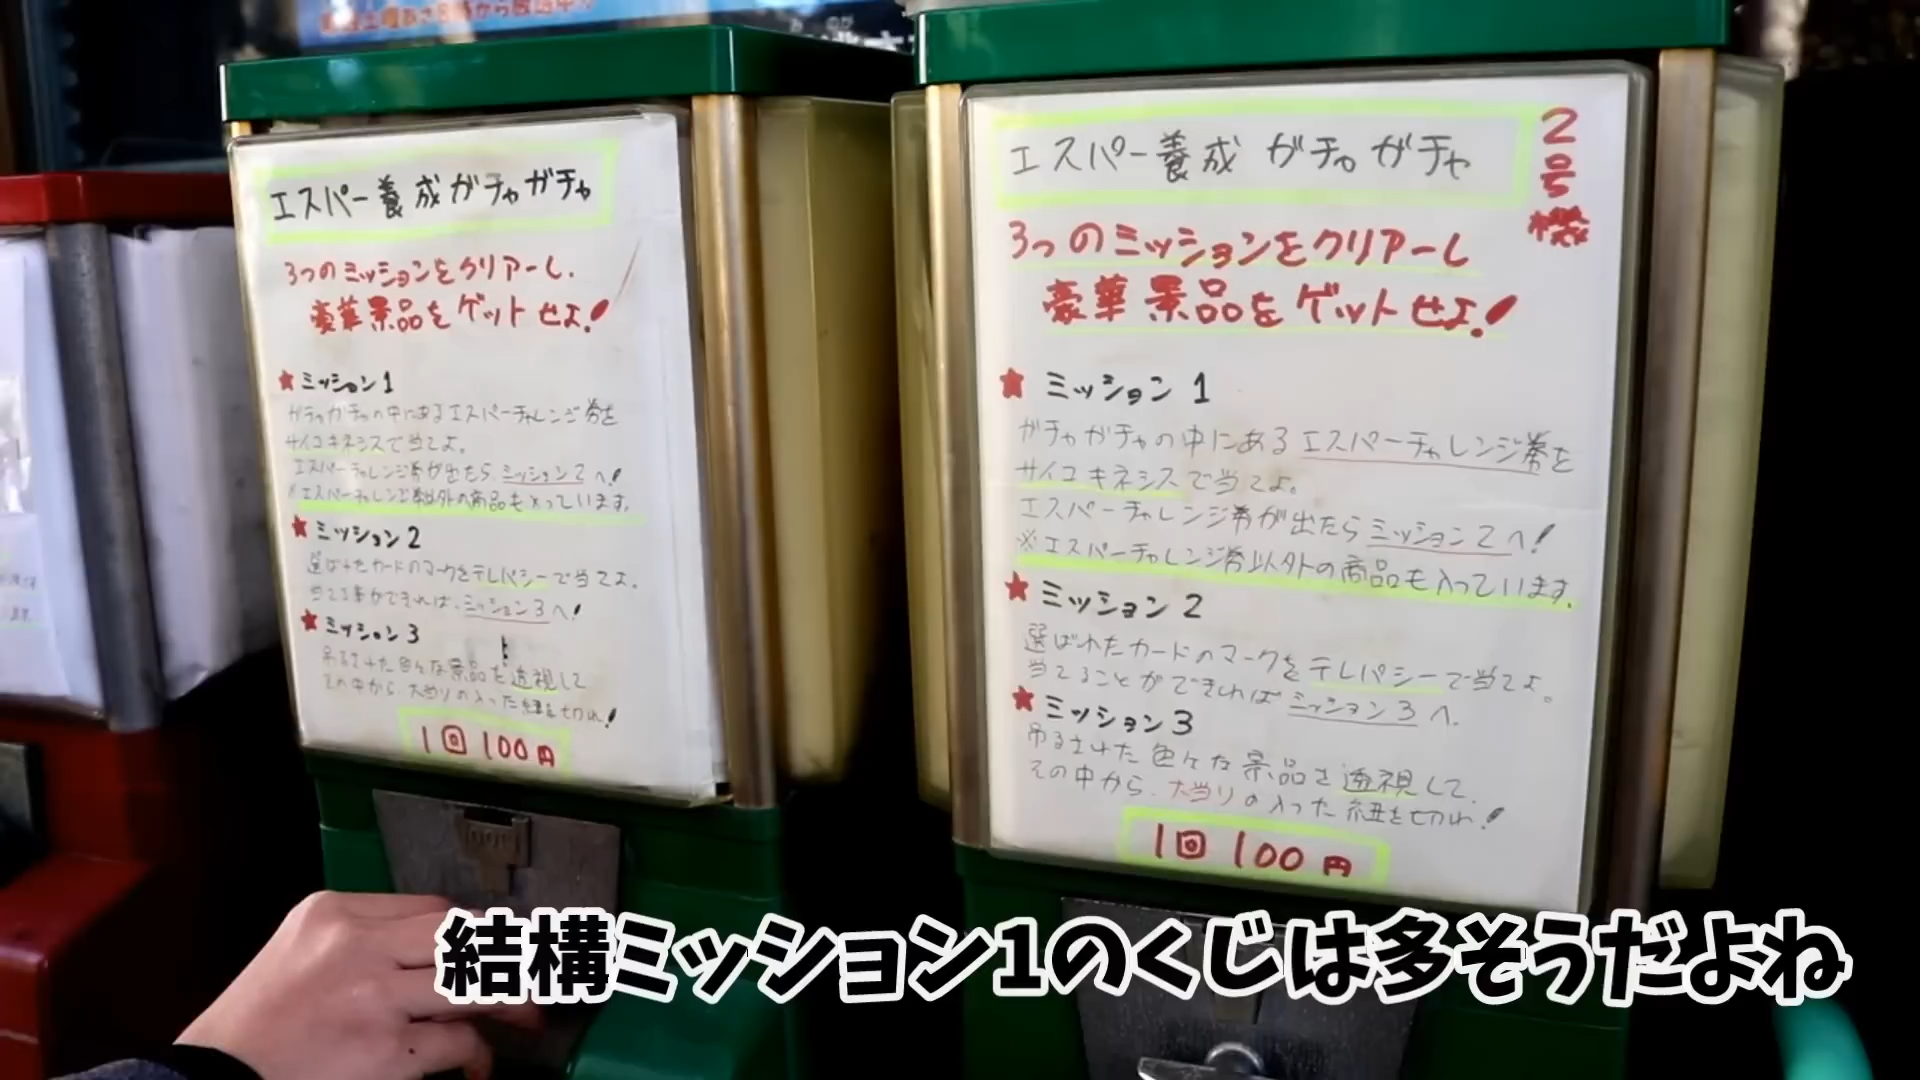 エスパー養成ガチャガチャ
3つのミッションをクリアーし.
豪華景品をゲットせよ!
★ミッション1
ガチャガチャの中にあるエスパーチャレンジ券を
サイコキネシスで当てよ。
エスパーチャレンジ券が出たら、ミッション2へ!
※エスパーチャレンジ券以外の商品も入っています。
★ミッション2
選ばれたカードのマークをテレパシーで当てよ。
当てる事ができれば、ミッション3へ!
★ミッション3
吊るされた色々な景品を透視して
その中から、大当りの入った紐を切れ!
1回100円
エスパー養成ガチャガチャ
2号機
3つのミッションをクリアーし
豪華景品をゲットせよ!
★ミッション1
ガチャガチャの中にあるエスパーチャレンジ券を
サイコキネシスで当てよ。
エスパーチャレンジ券が出たらミッション2へ!
※エスパーチャレンジ券以外の商品も入っています。
★ミッション2
選ばれたカードのマークをテレパシーで当てよ。
当てることができればミッション3へ.
★ミッション3
吊るされた色々な景品を透視して、
その中から、大当りの入った紐を切れ!
1回100円
結構ミッション1のくじは多そうだよね